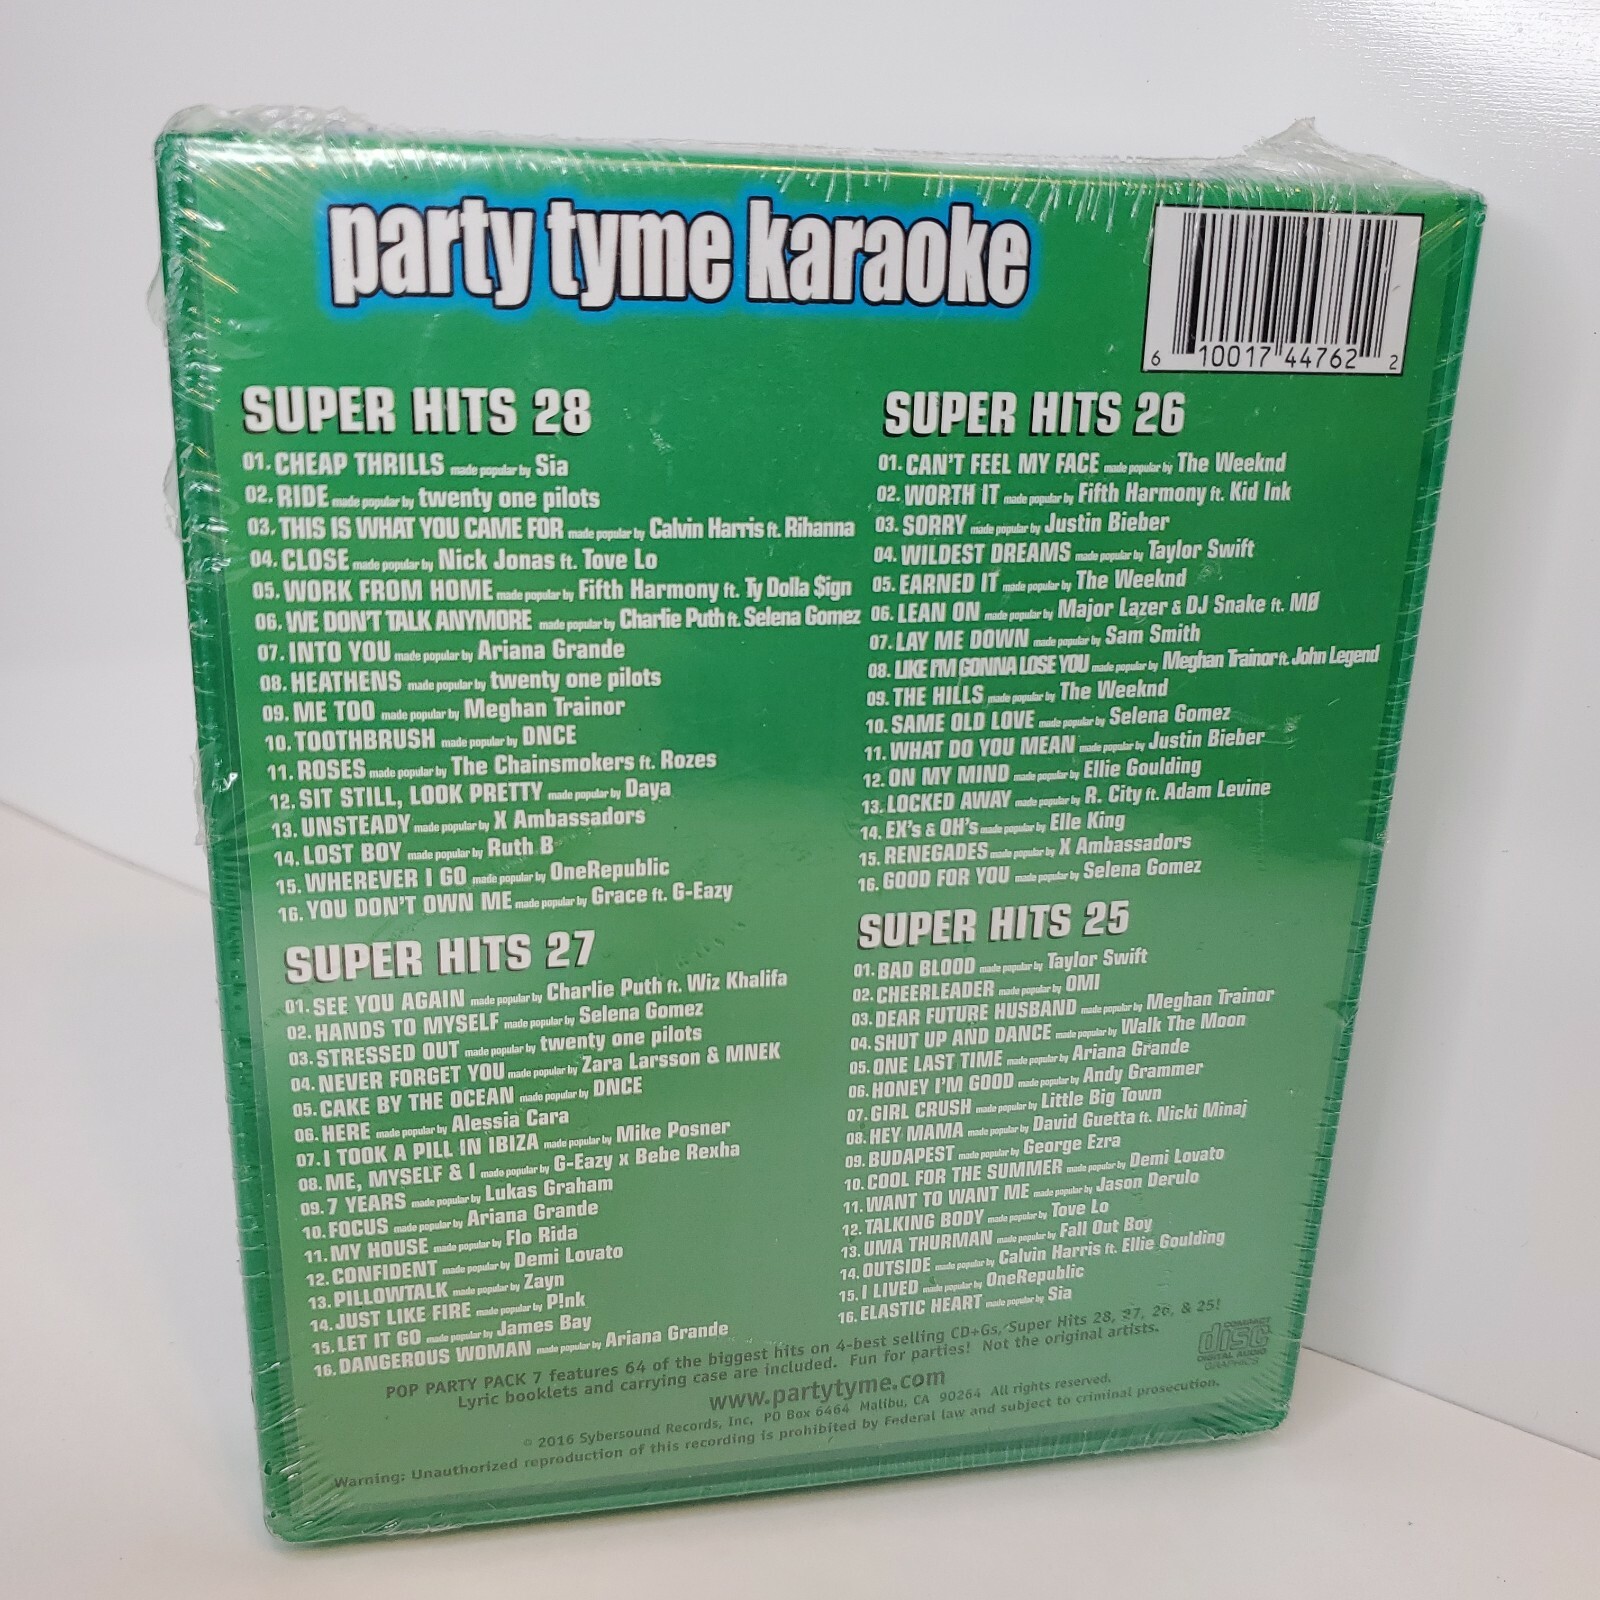 party tyme karaoke
6 10017 44762 2
SUPER HITS 28
01. CHEAP THRILLS made popular by Sia
02. RIDE made popular by twenty one pilots
03. THIS IS WHAT YOU CAME FOR made popular by Calvin Harris ft. Rihanna
04. CLOSE made popular by Nick Jonas ft. Tove Lo
05. WORK FROM HOME made popular by Fifth Harmony ft. Ty Dolla $ign
06. WE DON'T TALK ANYMORE made popular by Charlie Puth ft. Selena Gomez
07. INTO YOU made popular by Ariana Grande
08. HEATHENS made popular by twenty one pilots
09. ME TOO made popular by Meghan Trainor
10. TOOTHBRUSH made popular by DNCE
11. ROSES made popular by The Chainsmokers ft. Rozes
12. SIT STILL, LOOK PRETTY made popular by Daya
13. UNSTEADY made popular by X Ambassadors
14. LOST BOY made popular by Ruth B
15. WHEREVER I GO made popular by OneRepublic
16. YOU DON'T OWN ME made popular by Grace ft. G-Eazy
SUPER HITS 27
01. SEE YOU AGAIN made popular by Charlie Puth ft. Wiz Khalifa
02. HANDS TO MYSELF made popular by Selena Gomez
03. STRESSED OUT made popular by twenty one pilots
04. NEVER FORGET YOU made popular by Zara Larsson & MNEK
05. CAKE BY THE OCEAN made popular by DNCE
06. HERE made popular by Alessia Cara
07. I TOOK A PILL IN IBIZA made popular by Mike Posner
08. ME, MYSELF & I made popular by G-Eazy x Bebe Rexha
09. 7 YEARS made popular by Lukas Graham
10. FOCUS made popular by Ariana Grande
11. MY HOUSE made popular by Flo Rida
12. CONFIDENT made popular by Demi Lovato
13. PILLOWTALK made popular by Zayn
14. JUST LIKE FIRE made popular by P!nk
15. LET IT GO made popular by James Bay
16. DANGEROUS WOMAN made popular by Ariana Grande
SUPER HITS 26
01. CAN'T FEEL MY FACE made popular by The Weeknd
02. WORTH IT made popular by Fifth Harmony ft. Kid Ink
03. SORRY made popular by Justin Bieber
04. WILDEST DREAMS made popular by Taylor Swift
05. EARNED IT made popular by The Weeknd
06. LEAN ON made popular by Major Lazer & DJ Snake ft. MØ
07. LAY ME DOWN made popular by Sam Smith
08. LIKE I'M GONNA LOSE YOU made popular by Meghan Trainor ft. John Legend
09. THE HILLS made popular by The Weeknd
10. SAME OLD LOVE made popular by Selena Gomez
11. WHAT DO YOU MEAN made popular by Justin Bieber
12. ON MY MIND made popular by Ellie Goulding
13. LOCKED AWAY made popular by R. City ft. Adam Levine
14. EX's & OH's made popular by Elle King
15. RENEGADES made popular by X Ambassadors
16. GOOD FOR YOU made popular by Selena Gomez
SUPER HITS 25
01. BAD BLOOD made popular by Taylor Swift
02. CHEERLEADER made popular by OMI
03. DEAR FUTURE HUSBAND made popular by Meghan Trainor
04. SHUT UP AND DANCE made popular by Walk The Moon
05. ONE LAST TIME made popular by Ariana Grande
06. HONEY I'M GOOD made popular by Andy Grammer
07. GIRL CRUSH made popular by Little Big Town
08. HEY MAMA made popular by David Guetta ft. Nicki Minaj
09. BUDAPEST made popular by George Ezra
10. COOL FOR THE SUMMER made popular by Demi Lovato
11. WANT TO WANT ME made popular by Jason Derulo
12. TALKING BODY made popular by Tove Lo
13. UMA THURMAN made popular by Fall Out Boy
14. OUTSIDE made popular by Calvin Harris ft. Ellie Goulding
15. I LIVED made popular by OneRepublic
16. ELASTIC HEART made popular by Sia
POP PARTY PACK 7 features 64 of the biggest hits on 4-best selling CD+Gs, Super Hits 28, 27, 26, & 25!
Lyric booklets and carrying case are included. Fun for parties! Not the original artists.
www.partytyme.com
© 2016 Sybersound Records, Inc. PO Box 6464 Malibu, CA 90264 All rights reserved.
Warning: Unauthorized reproduction of this recording is prohibited by Federal law and subject to criminal prosecution.
COMPACT
disc
DIGITAL AUDIO
GRAPHICS